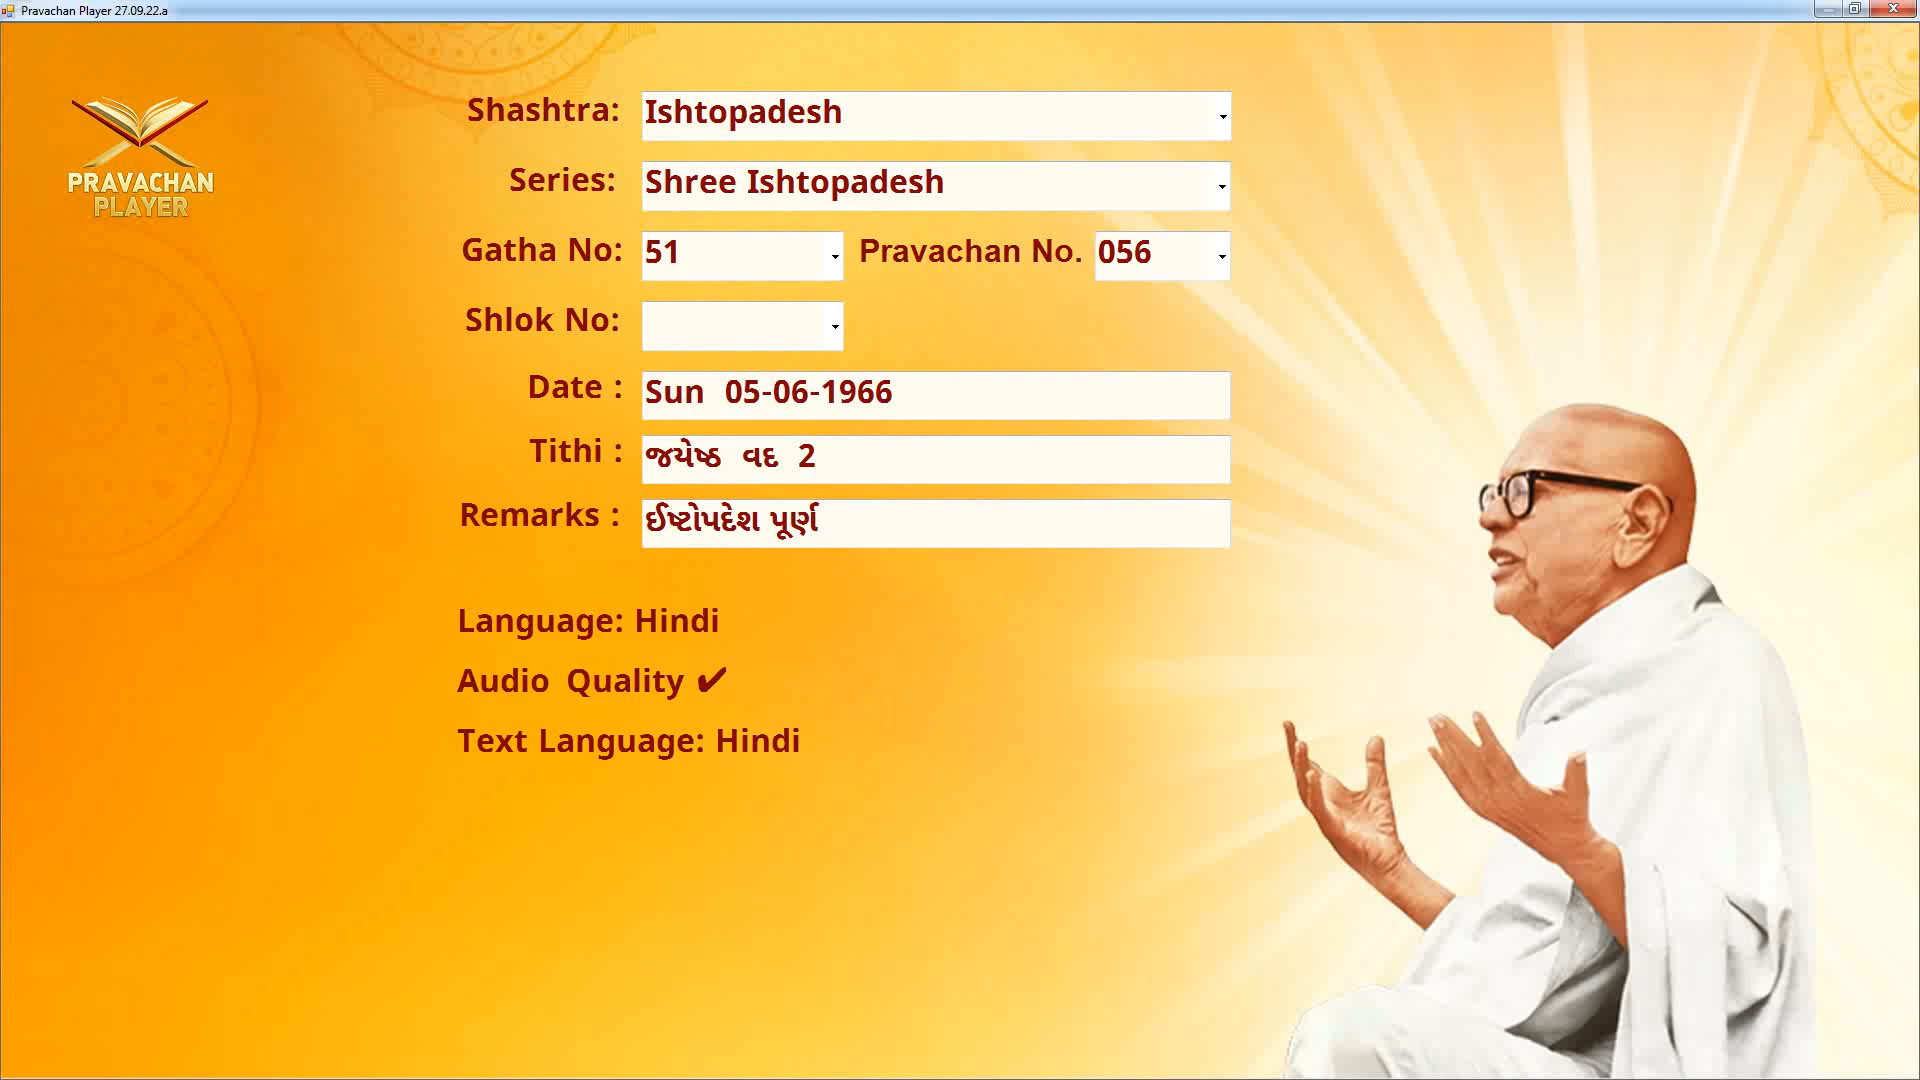 Pravachan Player 27.09.22.a
PRAVACHAN
PLAYER
Shashtra: Ishtopadesh
Series: Shree Ishtopadesh
Gatha No: 51 Pravachan No. 056
Shlok No:
Date : Sun 05-06-1966
Tithi : જયેષ્ઠ વદ 2
Remarks : ઈષ્ટોપદેશ પૂર્ણ
Language: Hindi
Audio Quality ✔
Text Language: Hindi